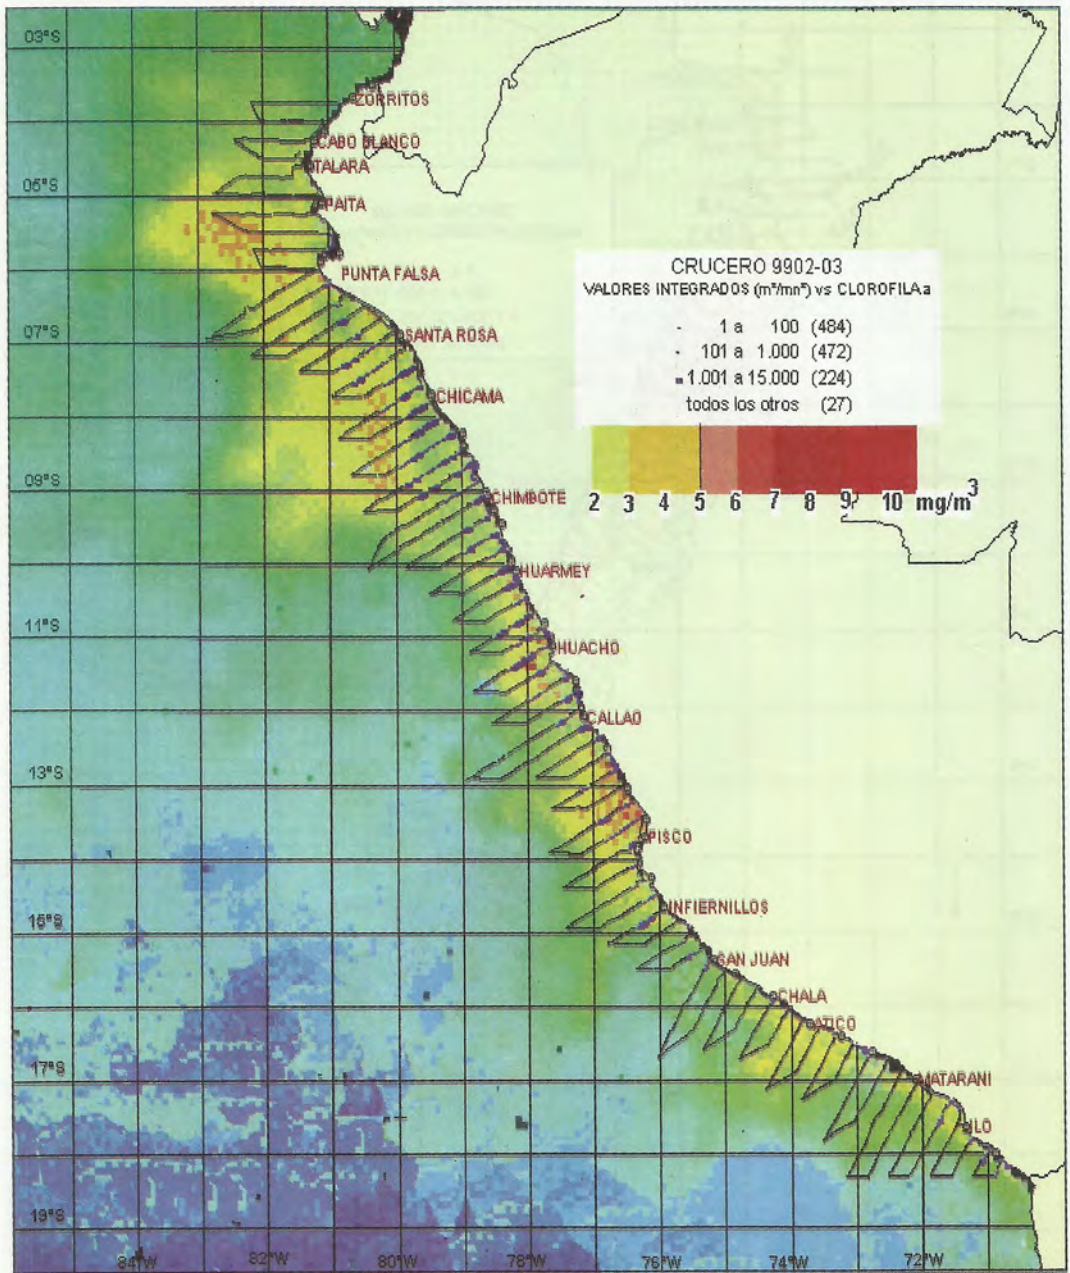 03°S
ZORRITOS
CABO BLANCO
TALARA
05°S
PAITA
PUNTA FALSA
CRUCERO 9902-03
VALORES INTEGRADOS (m²/mn²) vs CLOROFILA a
1 a 100 (484)
101 a 1.000 (472)
1.001 a 15.000 (224)
todos los otros (27)
07°S
SANTA ROSA
CHICAMA
09°S
CHIMBOTE
2 3 4 5 6 7 8 9 10 mg/m³
HUARMEY
11°S
HUACHO
CALLAO
13°S
PISCO
15°S
INFIERNILLOS
SAN JUAN
CHALA
ATICO
17°S
MATARANI
ILO
19°S
84°W 82°W 80°W 78°W 76°W 74°W 72°W